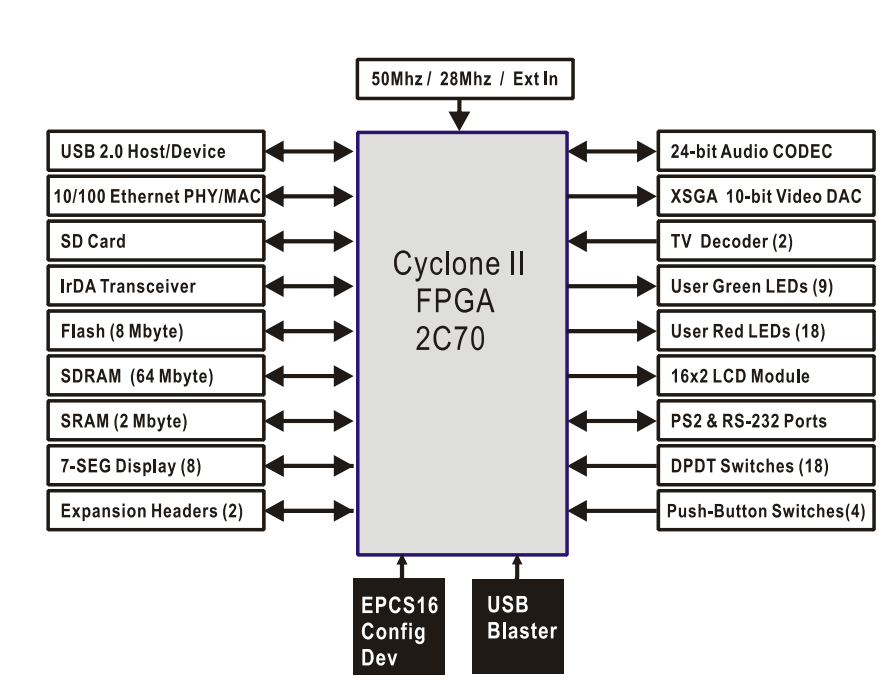 50Mhz / 28Mhz / Ext In
USB 2.0 Host/Device
10/100 Ethernet PHY/MAC
SD Card
IrDA Transceiver
Flash (8 Mbyte)
SDRAM (64 Mbyte)
SRAM (2 Mbyte)
7-SEG Display (8)
Expansion Headers (2)
Cyclone II
FPGA
2C70
24-bit Audio CODEC
XSGA 10-bit Video DAC
TV Decoder (2)
User Green LEDs (9)
User Red LEDs (18)
16x2 LCD Module
PS2 & RS-232 Ports
DPDT Switches (18)
Push-Button Switches(4)
EPCS16
Config
Dev
USB
Blaster